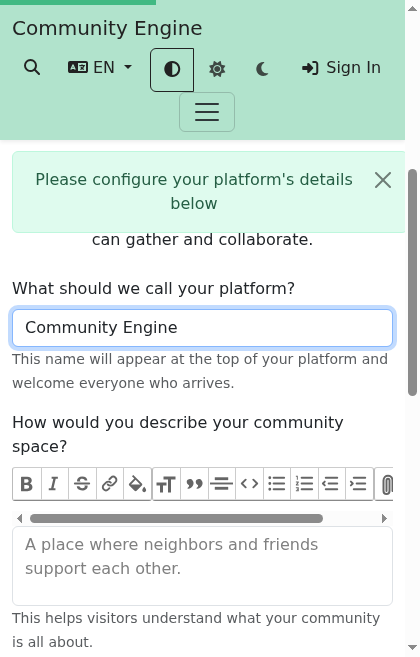 Community Engine
EN
Sign In
Please configure your platform's details
below
can gather and collaborate.
What should we call your platform?
Community Engine
This name will appear at the top of your platform and
welcome everyone who arrives.
How would you describe your community
space?
A place where neighbors and friends
support each other.
This helps visitors understand what your community
is all about.